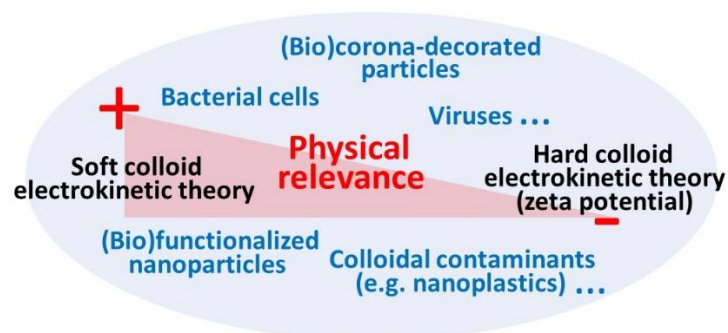 (Bio)corona-decorated
particles
Bacterial cells
Viruses ...
+
Physical
relevance
Soft colloid
electrokinetic theory
Hard colloid
electrokinetic theory
(zeta potential)
-
(Bio)functionalized
nanoparticles
Colloidal contaminants
(e.g. nanoplastics) ...